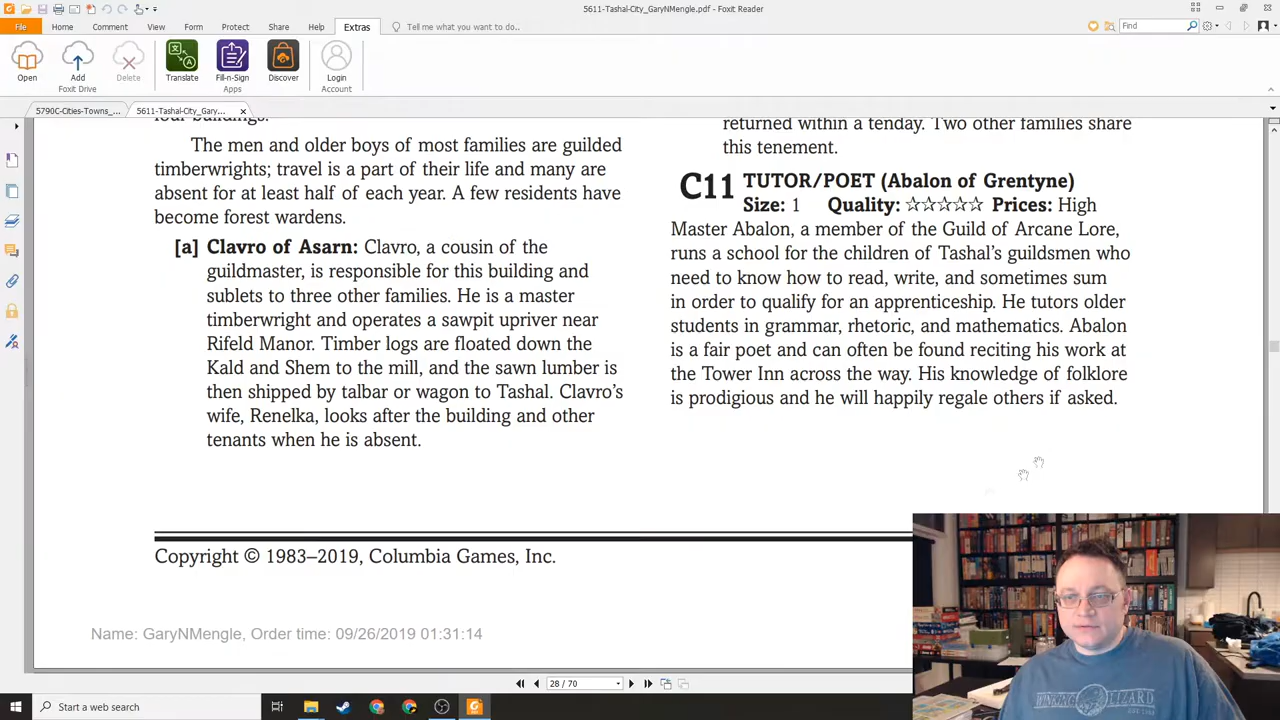 5611-Tashal-City_GaryNMengle.pdf - Foxit Reader
File Home Comment View Form Protect Share Help Extras Tell me what you want to do.. Find
Open Add Delete Translate Fill-n-Sign Discover Login
Foxit Drive Apps Account
5790C-Cities-Towns_... 5611-Tashal-City_Gary...
four buildings.
The men and older boys of most families are guilded
timberwrights; travel is a part of their life and many are
absent for at least half of each year. A few residents have
become forest wardens.
[a] Clavro of Asarn: Clavro, a cousin of the
guildmaster, is responsible for this building and
sublets to three other families. He is a master
timberwright and operates a sawpit upriver near
Rifeld Manor. Timber logs are floated down the
Kald and Shem to the mill, and the sawn lumber is
then shipped by talbar or wagon to Tashal. Clavro's
wife, Renelka, looks after the building and other
tenants when he is absent.
returned within a tenday. Two other families share
this tenement.
C11 TUTOR/POET (Abalon of Grentyne)
Size: 1 Quality: ☆☆☆☆☆ Prices: High
Master Abalon, a member of the Guild of Arcane Lore,
runs a school for the children of Tashal's guildsmen who
need to know how to read, write, and sometimes sum
in order to qualify for an apprenticeship. He tutors older
students in grammar, rhetoric, and mathematics. Abalon
is a fair poet and can often be found reciting his work at
the Tower Inn across the way. His knowledge of folklore
is prodigious and he will happily regale others if asked.
Copyright © 1983–2019, Columbia Games, Inc.
Name: GaryNMengle, Order time: 09/26/2019 01:31:14
28 / 70
WINKING LIZARD
Start a web search